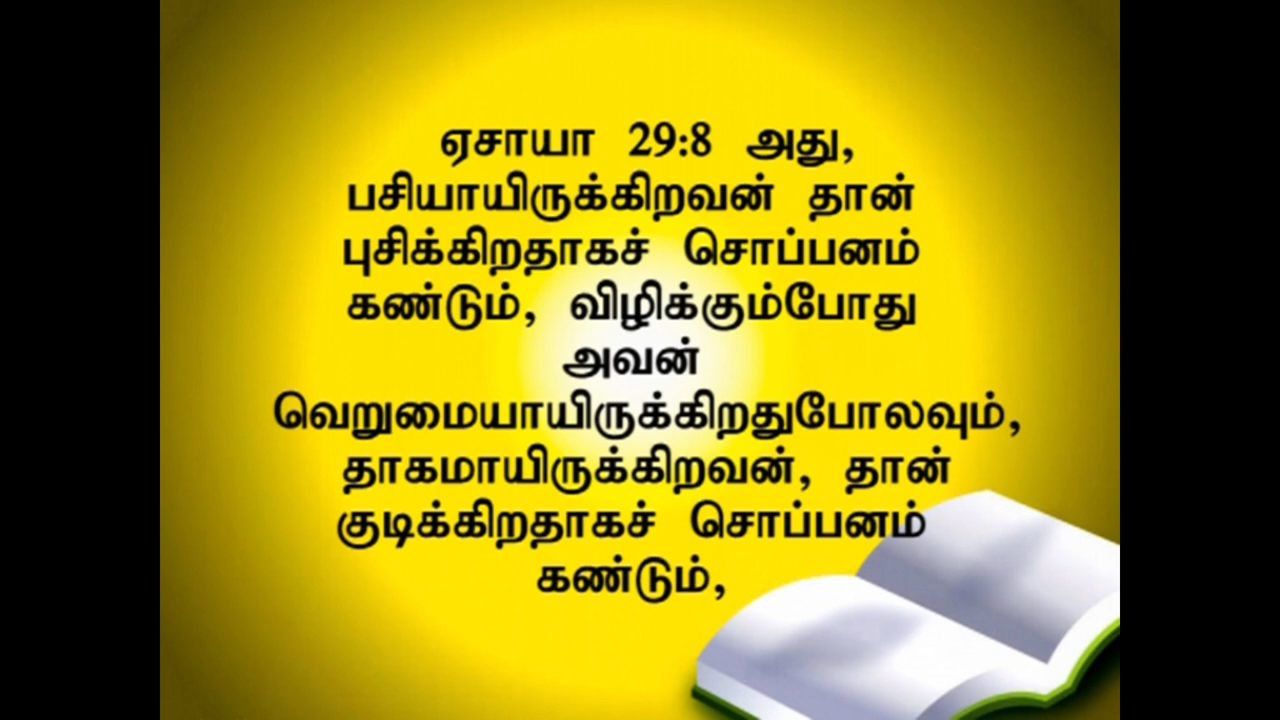 ஏசாயா 29:8 அது,
பசியாயிருக்கிறவன் தான்
புசிக்கிறதாகச் சொப்பனம்
கண்டும், விழிக்கும்போது
அவன்
வெறுமையாயிருக்கிறதுபோலவும்,
தாகமாயிருக்கிறவன், தான்
குடிக்கிறதாகச் சொப்பனம்
கண்டும்,